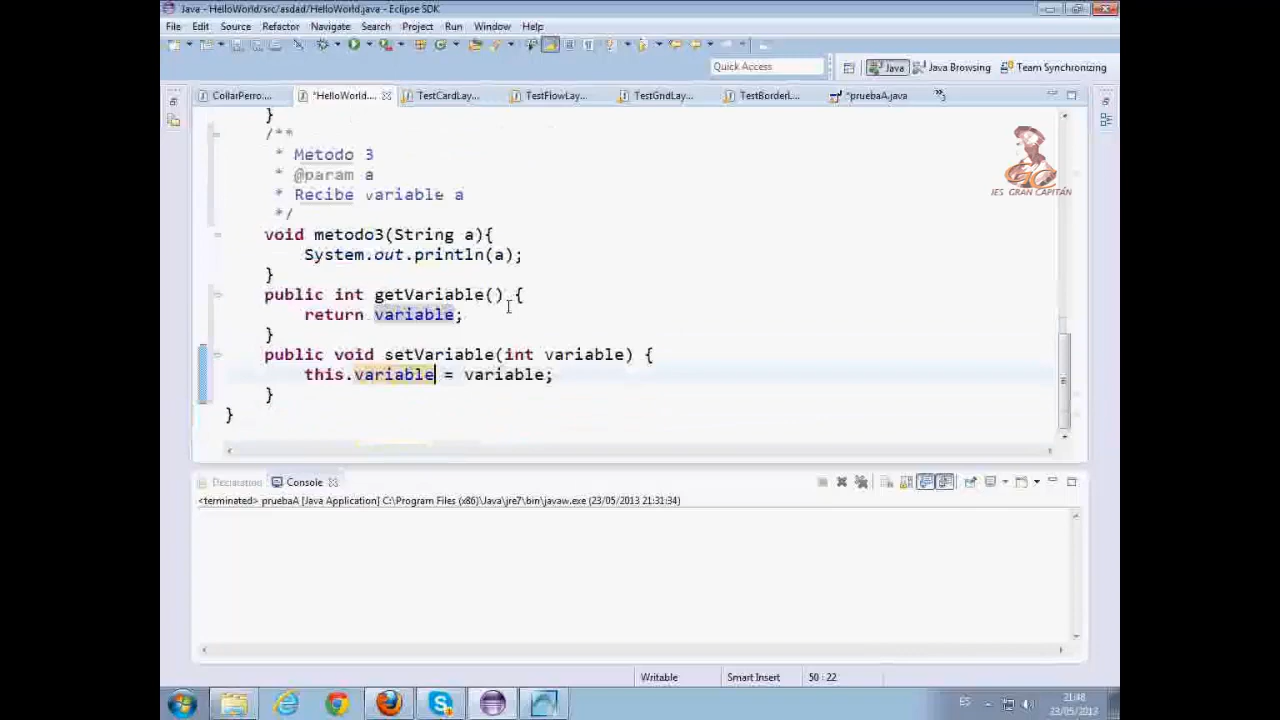 Java - HelloWorld/src/asdad/HelloWorld.java - Eclipse SDK
File Edit Source Refactor Navigate Search Project Run Window Help
Quick Access
Java
Java Browsing
Team Synchronizing
CollarPerro....
*HelloWorld....
TestCardLay...
TestFlowLay...
TestGridLay...
TestBorderL...
*pruebaA.java
}
/**
* Metodo 3
* @param a
* Recibe variable a
*/
void metodo3(String a){
System.out.println(a);
}
public int getVariable() {
return variable;
}
public void setVariable(int variable) {
this.variable = variable;
}
}
IES GRAN CAPITÁN
Declaration
Console
<terminated> pruebaA [Java Application] C:\Program Files (x86)\Java\jre7\bin\javaw.exe (23/05/2013 21:31:34)
Writable
Smart Insert
50 : 22
ES
21:48
23/05/2013